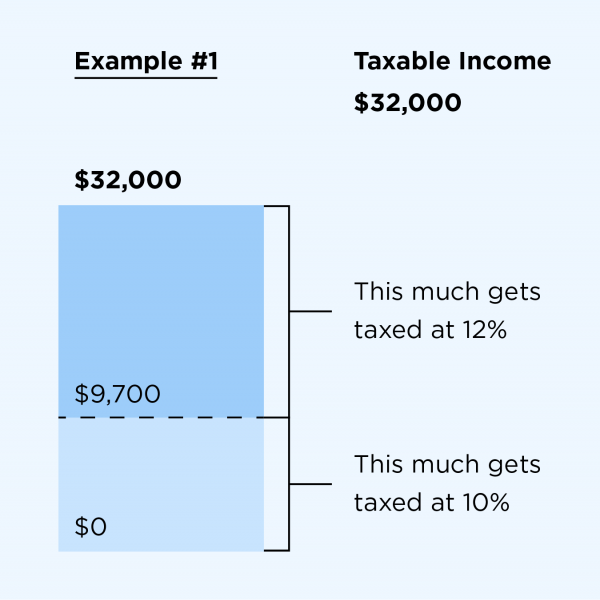 Example #1
Taxable Income
$32,000
$32,000
This much gets
taxed at 12%
$9,700
This much gets
taxed at 10%
$0